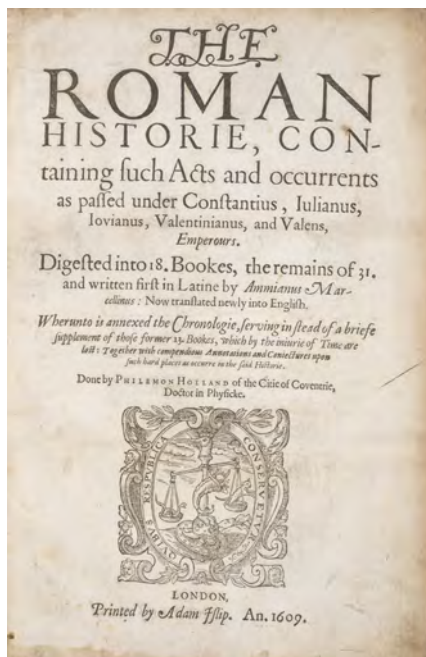 THE
ROMAN
HISTORIE, CON-
taining ſuch Acts and occurrents
as paſſed under Conſtantius, Iulianus,
Iovianus, Valentinianus, and Valens,
Emperours.
Digeſted into 18. Bookes, the remains of 31.
and written firſt in Latine by Ammianus Mar-
cellinus: Now tranſlated newly into Engliſh.
Wherunto is annexed the Chronologie, ſerving in ſtead of a briefe
ſupplement of thoſe former 13. Bookes, which by the iniurie of Time are
loſt: Together with compendious Annotations and Coniectures upon
ſuch hard places as occurre in the ſaid Hiſtorie.
Done by PHILEMON HOLLAND of the Citie of Coventrie,
Doctor in Phyſicke.
RESPVBLICA
LONDON,
Printed by Adam Iſlip. An. 1609.